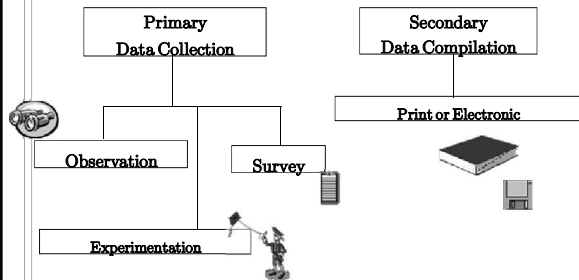 Primary
Data Collection
Secondary
Data Compilation
Print or Electronic
Observation
Survey
Experimentation